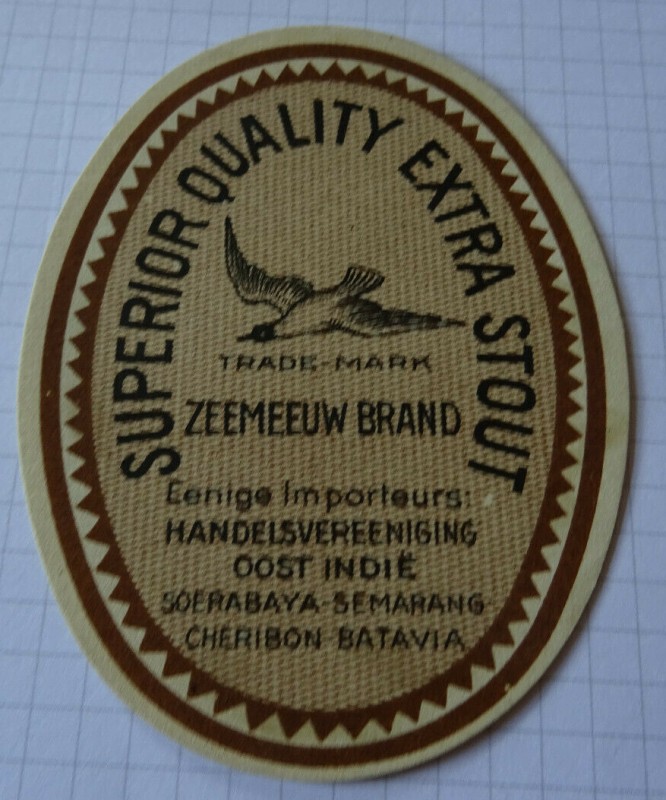 SUPERIOR QUALITY EXTRA STOUT
TRADE-MARK
ZEEMEEUW BRAND
Eenige Importeurs:
HANDELSVEREENIGING
OOST INDIË
SOERABAYA-SEMARANG-
CHERIBON-BATAVIA